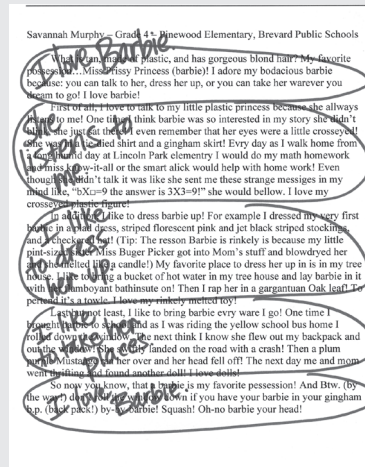 Savannah Murphy – Grade 4 – Pinewood Elementary, Brevard Public Schools
I love Barbie.
What is tan, made of plastic, and has gorgeous blond hair? My favorite
possession…Miss Prissy Princess (barbie)! I adore my bodacious barbie
because: you can talk to her, dress her up, or you can take her warever you
dream to go! I love barbie!
First of all, I love to talk to my little plastic princess because she allways
listens to me! One time I think barbie was so interested in my story she didn't
blink, she just sat there! I even remember that her eyes were a little crosseyed!
She was in a tie-died shirt and a gingham skirt! Evry day as I walk home from
a long humid day at Lincoln Park elementry I would do my math homework
and miss know-it-all or the smart alick would help with home work! Even
though she didn't talk it was like she sent me these strange messiges in my
mind like, "bX□=9 the answer is 3X3=9!" she would bellow. I love my
crosseyed plastic figure!
In addition I like to dress barbie up! For example I dressed my very first
barbie in a plad dress, striped florescent pink and jet black striped stockings,
and a checkered hat! (Tip: The resson Barbie is rinkely is because my little
pint-size sister Miss Buger Picker got into Mom's stuff and blowdryed her
and she melted like a candle!) My favorite place to dress her up in is in my tree
house. I like to bring a bucket of hot water in my tree house and lay barbie in it
with her flamboyant bathinsute on! Then I rap her in a gargantuan Oak leaf! To
pertend it's a towle. I love my rinkely melted toy!
Last but not least, I like to bring barbie evry ware I go! One time I
brought barbie to school and as I was riding the yellow school bus home I
rolled down the window. The next think I know she flew out my backpack and
out the window! She swiftly landed on the road with a crash! Then a plum
purple Mustang ran her over and her head fell off! The next day me and mom
went thrifting and found another doll! I love dolls!
So now you know, that a barbie is my favorite pessession! And Btw. (by
the way!) don't roll the window down if you have your barbie in your gingham
b.p. (back pack!) by-by barbie! Squash! Oh-no barbie your head!
I love Barbie.